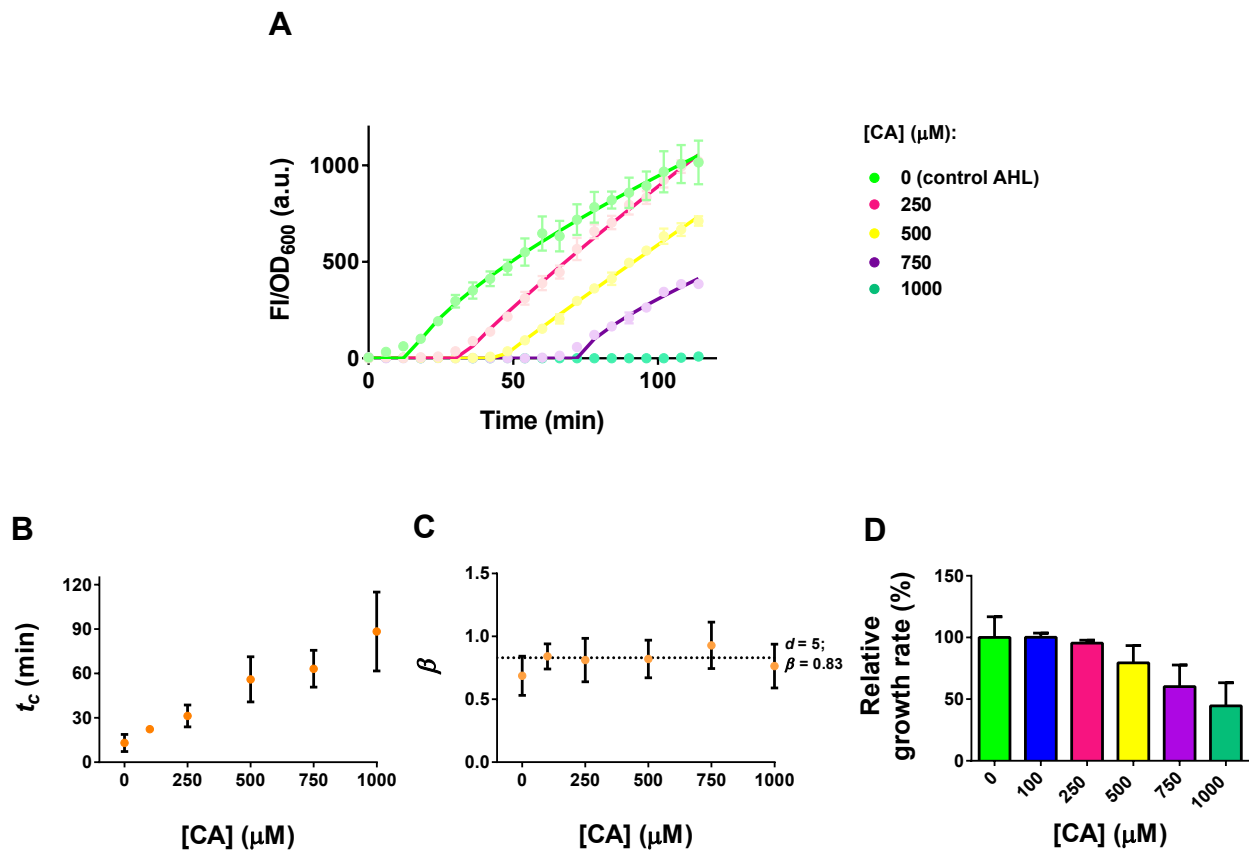 A
FI/OD600 (a.u.)
1000
500
0
0
50
100
Time (min)
[CA] (μM):
0 (control AHL)
250
500
750
1000
B
tc (min)
120
90
60
30
0
0
250
500
750
1000
[CA] (μM)
C
β
1.5
1.0
0.5
0.0
d = 5;
β = 0.83
0
250
500
750
1000
[CA] (μM)
D
Relative
growth rate (%)
150
100
50
0
0
100
250
500
750
1000
[CA] (μM)